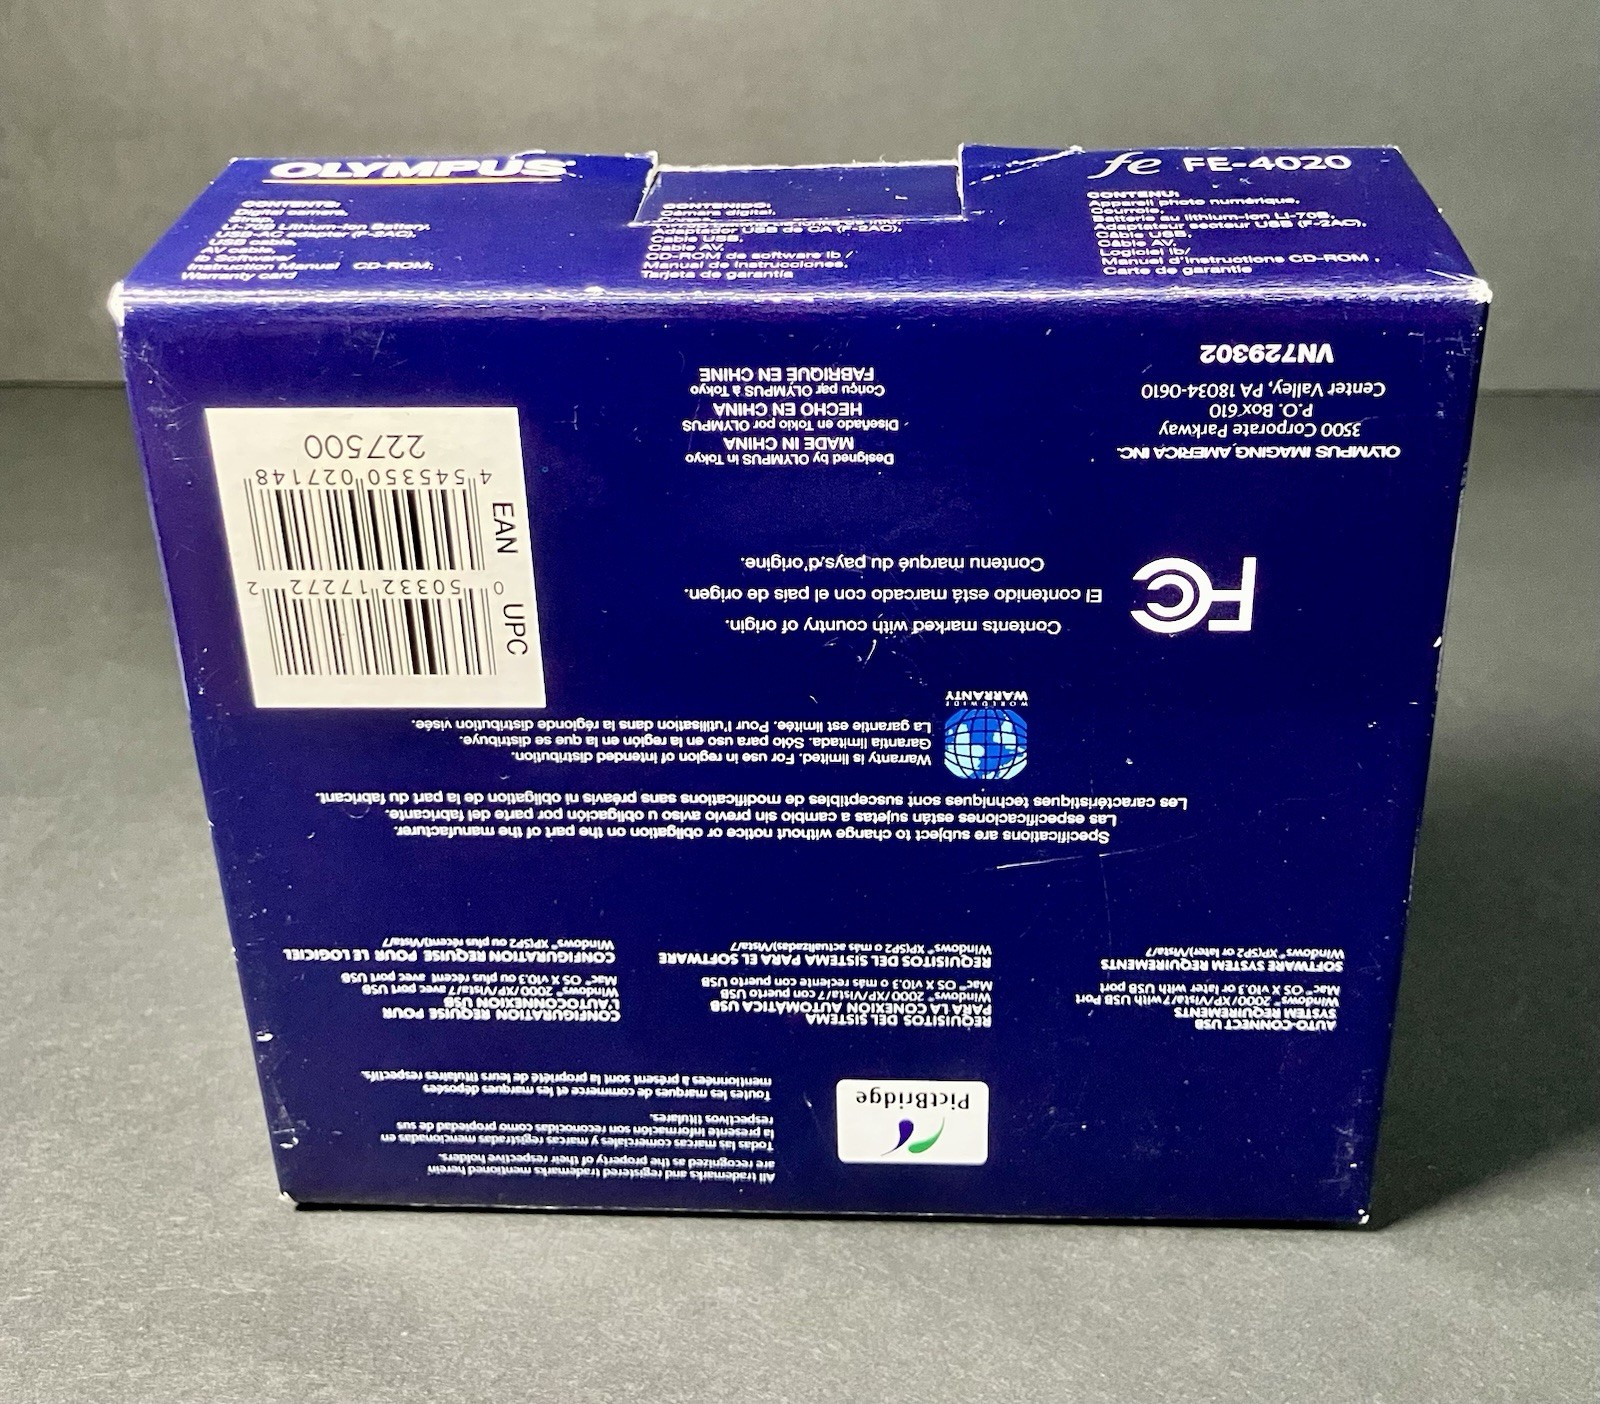 OLYMPUS®
fe FE-4020
CONTENTS:
Digital camera,
Strap,
LI-70B Lithium-Ion Battery,
USB-AC adapter (F-2AC),
USB cable,
AV cable,
ib Software/
Instruction Manual CD-ROM,
Warranty card
CONTENIDO:
Cámara digital,
Adaptador USB de CA (F-2AC),
Cable USB,
Cable AV,
CD-ROM de software ib /
Manual de instrucciones,
Tarjeta de garantía
CONTENU:
Appareil photo numérique,
Courroie,
Batterie au lithium-ion LI-70B,
Adaptateur secteur USB (F-2AC),
Câble USB,
Câble AV,
Logiciel ib/
Manuel d'instructions CD-ROM ,
Carte de garantie
All trademarks and registered trademarks mentioned herein
are recognized as the property of their respective holders.
Todas las marcas comerciales y marcas registradas mencionadas en
la presente información son reconocidas como propiedad de sus
respectivos titulares.
Toutes les marques de commerce et les marques déposées
mentionnées à présent sont la propriété de leurs titulaires respectifs.
PictBridge
AUTO-CONNECT USB
SYSTEM REQUIREMENTS
Windows® 2000/XP/Vista/7 with USB Port
Mac® OS X v10.3 or later with USB port
SOFTWARE SYSTEM REQUIREMENTS
Windows® XP(SP2 or later)/Vista/7
REQUISITOS DEL SISTEMA
PARA LA CONEXIÓN AUTOMÁTICA USB
Windows® 2000/XP/Vista/7 con puerto USB
Mac® OS X v10.3 o más reciente con puerto USB
REQUISITOS DEL SISTEMA PARA EL SOFTWARE
Windows® XP(SP2 o más actualizadas)/Vista/7
CONFIGURATION REQUISE POUR
L'AUTOCONNEXION USB
Windows® 2000/XP/Vista/7 avec port USB
Mac® OS X v10.3 ou plus récent avec port USB
CONFIGURATION REQUISE POUR LE LOGICIEL
Windows® XP(SP2 ou plus récent)/Vista/7
Specifications are subject to change without notice or obligation on the part of the manufacturer.
Las especificaciones están sujetas a cambio sin previo aviso u obligación por parte del fabricante.
Les caractéristiques techniques sont susceptibles de modifications sans préavis ni obligation de la part du fabricant.
WORLDWIDE
WARRANTY
Warranty is limited. For use in region of intended distribution.
Garantía limitada. Sólo para uso en la región en la que se distribuye.
La garantie est limitée. Pour l'utilisation dans la régionde distribution visée.
FC
Contents marked with country of origin.
El contenido está marcado con el país de origen.
Contenu marqué du pays d'origine.
UPC
0 50332 17272 2
EAN
4 545350 027148
227500
OLYMPUS IMAGING AMERICA INC.
3500 Corporate Parkway
P.O. Box 610
Center Valley, PA 18034-0610
VN729302
Designed by OLYMPUS in Tokyo
MADE IN CHINA
Diseñado en Tokio por OLYMPUS
HECHO EN CHINA
Conçu par OLYMPUS à Tokyo
FABRIQUÉ EN CHINE